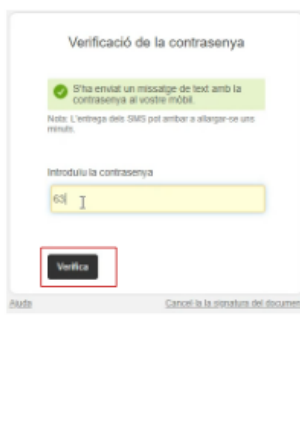 Verificació de la contrasenya
S'ha enviat un missatge de text amb la
contrasenya al vostre mòbil.
Nota: L'entrega dels SMS pot arribar a allargar-se uns
minuts.
Introduïu la contrasenya
63
Verifica
Ajuda
Cancel·la la signatura del document